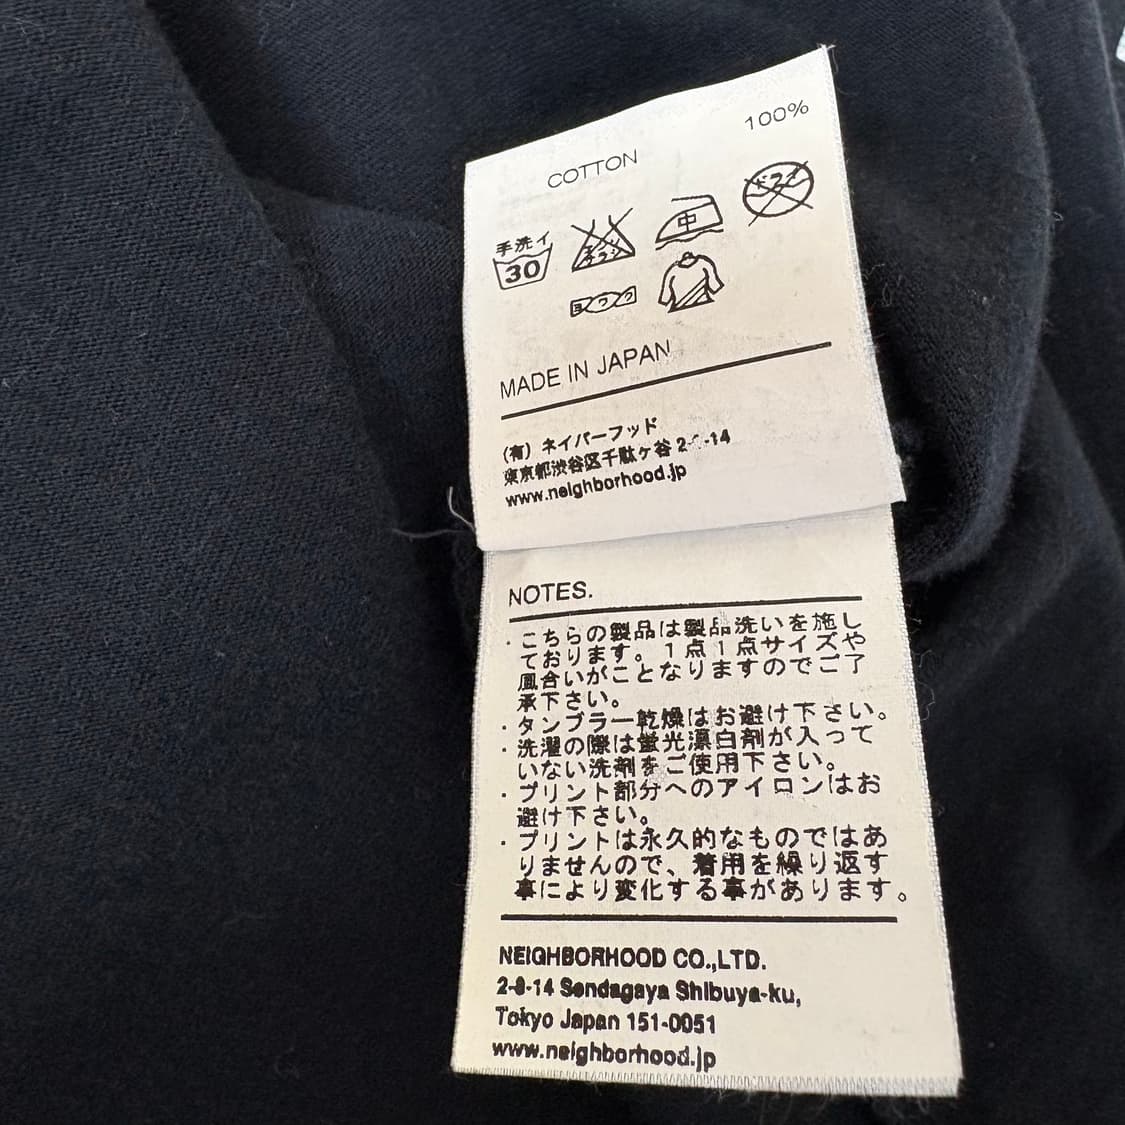 COTTON 100%
手洗イ
30
中
ドライ
ヨワク
MADE IN JAPAN
(有) ネイバーフッド
東京都渋谷区千駄ケ谷
www.neighborhood.jp
NOTES.
・こちらの製品は製品洗いを施し
ております。1点1点サイズや
風合いがことなりますのでご了
承下さい。
・タンブラー乾燥はお避け下さい。
・洗濯の際は蛍光漂白剤が入って
いない洗剤をご使用下さい。
・プリント部分へのアイロンはお
避け下さい。
・プリントは永久的なものではあ
りませんので、着用を繰り返す
事により変化する事があります。
NEIGHBORHOOD CO.,LTD.
Sendagaya Shibuya-ku,
Tokyo Japan 151-0051
www.neighborhood.jp